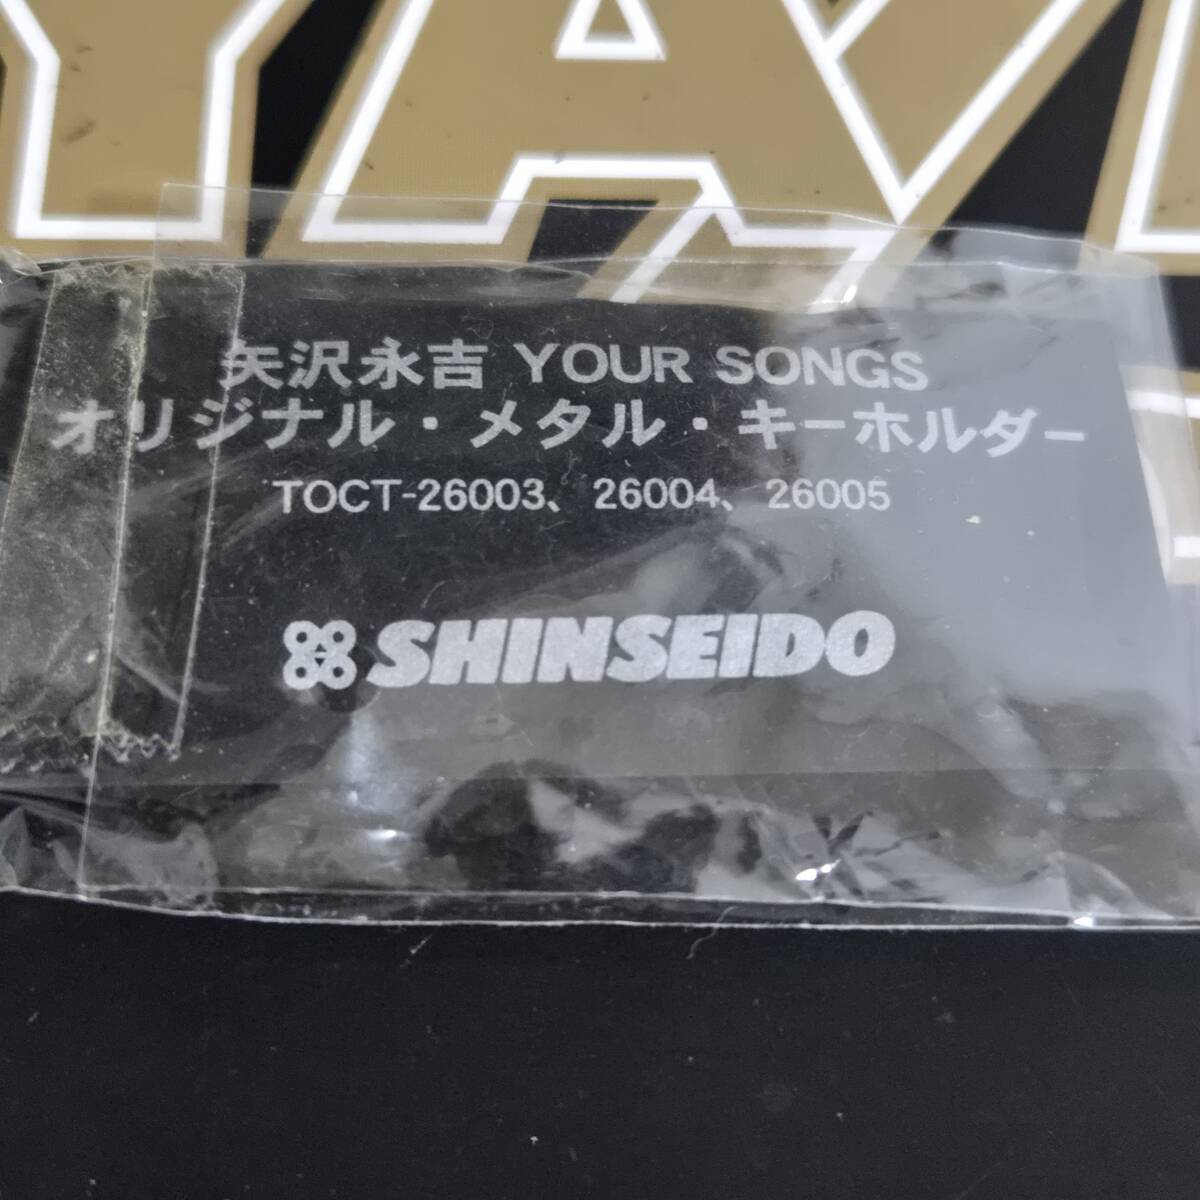 YAZ
矢沢永吉 YOUR SONGS
オリジナル・メタル・キーホルダー
TOCT-26003、26004、26005
SHINSEIDO